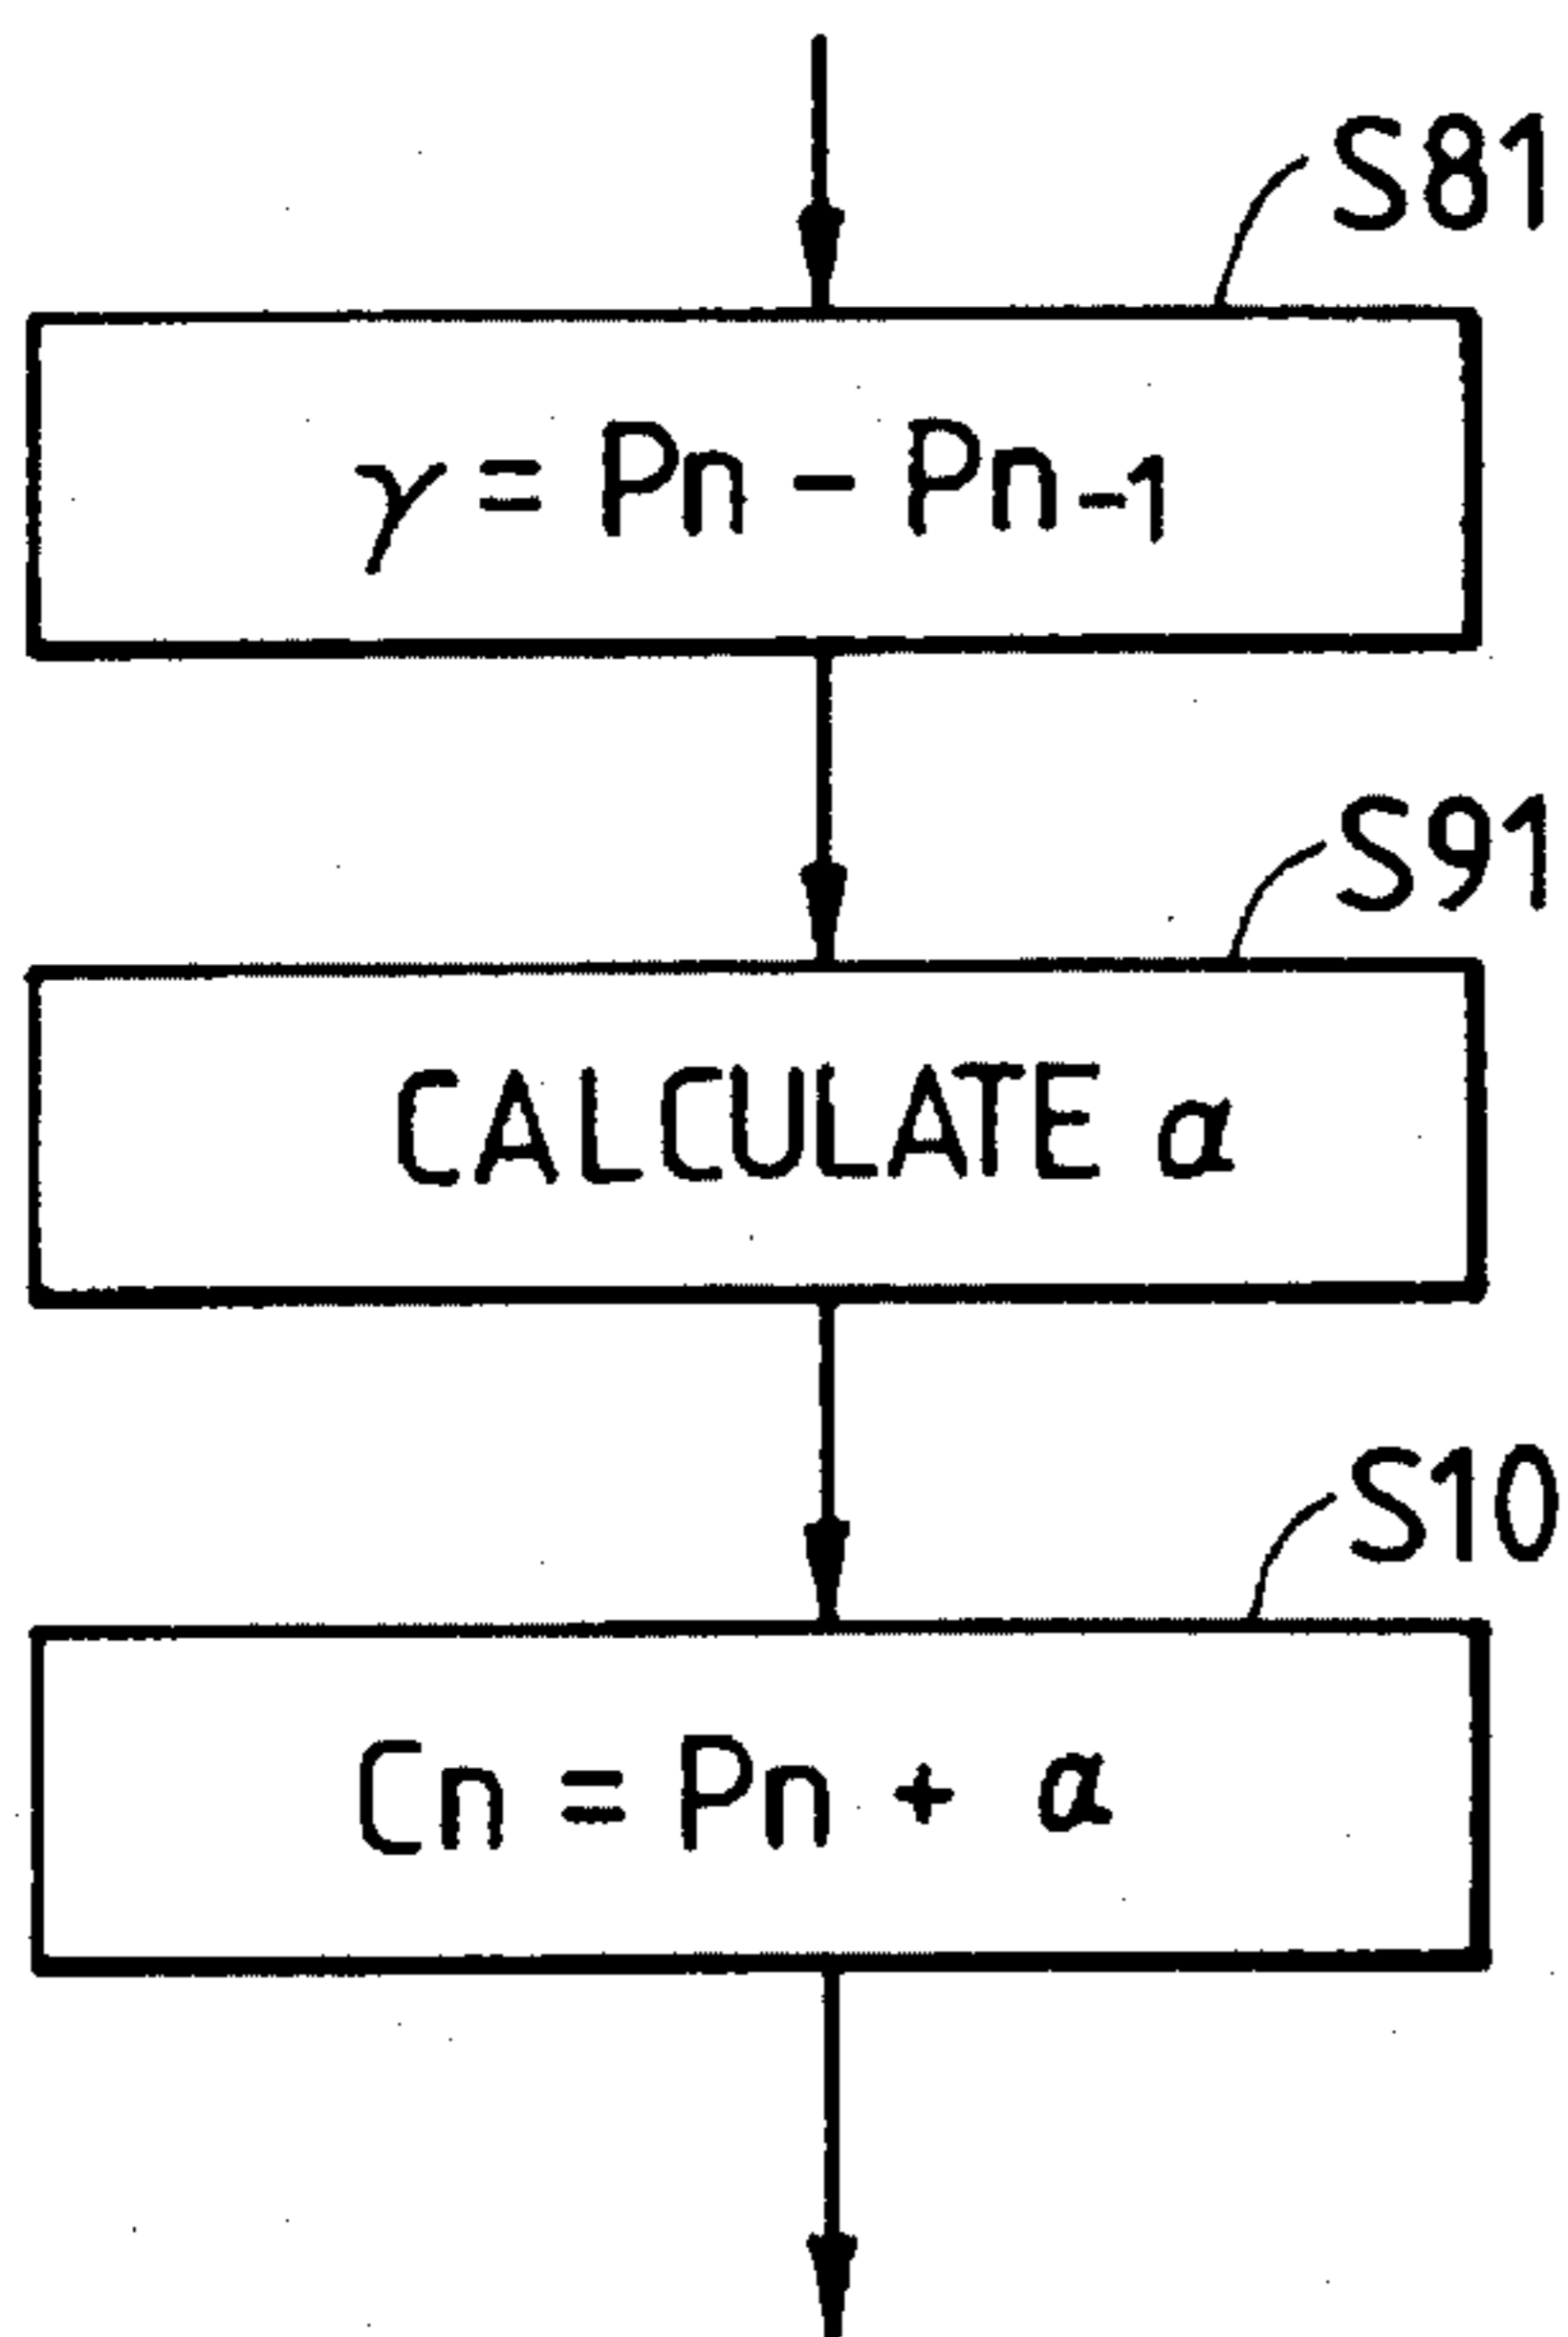 S81
γ = Pn - Pn-1
S91
CALCULATE α
S10
Cn = Pn + α